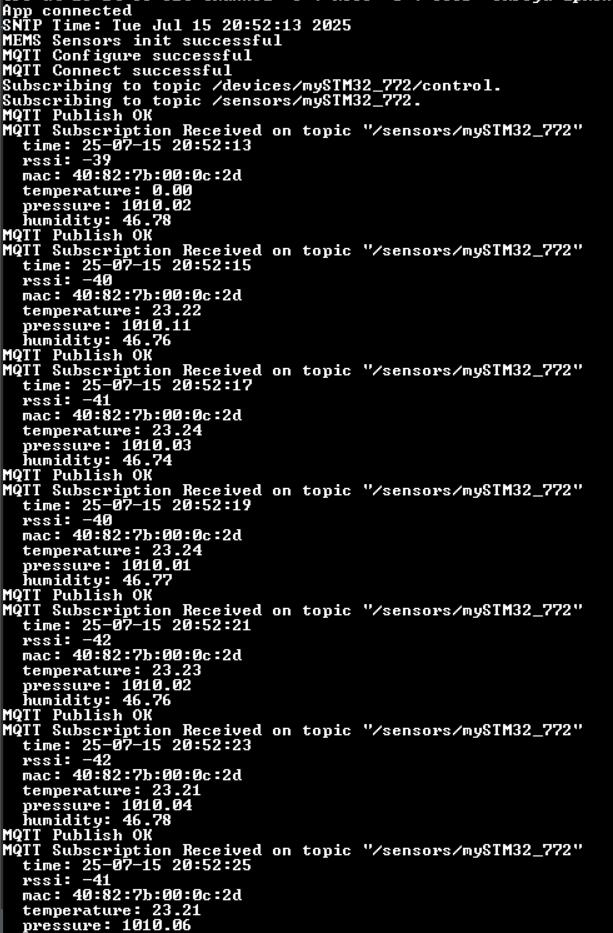 App connected
SNTP Time: Tue Jul 15 20:52:13 2025
MEMS Sensors init successful
MQTT Configure successful
MQTT Connect successful
Subscribing to topic /devices/mySTM32_772/control.
Subscribing to topic /sensors/mySTM32_772.
MQTT Publish OK
MQTT Subscription Received on topic "/sensors/mySTM32_772"
time: 25-07-15 20:52:13
rssi: -39
mac: 40:82:7b:00:0c:2d
temperature: 0.00
pressure: 1010.02
humidity: 46.78
MQTT Publish OK
MQTT Subscription Received on topic "/sensors/mySTM32_772"
time: 25-07-15 20:52:15
rssi: -40
mac: 40:82:7b:00:0c:2d
temperature: 23.22
pressure: 1010.11
humidity: 46.76
MQTT Publish OK
MQTT Subscription Received on topic "/sensors/mySTM32_772"
time: 25-07-15 20:52:17
rssi: -41
mac: 40:82:7b:00:0c:2d
temperature: 23.24
pressure: 1010.03
humidity: 46.74
MQTT Publish OK
MQTT Subscription Received on topic "/sensors/mySTM32_772"
time: 25-07-15 20:52:19
rssi: -40
mac: 40:82:7b:00:0c:2d
temperature: 23.24
pressure: 1010.01
humidity: 46.77
MQTT Publish OK
MQTT Subscription Received on topic "/sensors/mySTM32_772"
time: 25-07-15 20:52:21
rssi: -42
mac: 40:82:7b:00:0c:2d
temperature: 23.23
pressure: 1010.02
humidity: 46.76
MQTT Publish OK
MQTT Subscription Received on topic "/sensors/mySTM32_772"
time: 25-07-15 20:52:23
rssi: -42
mac: 40:82:7b:00:0c:2d
temperature: 23.21
pressure: 1010.04
humidity: 46.78
MQTT Publish OK
MQTT Subscription Received on topic "/sensors/mySTM32_772"
time: 25-07-15 20:52:25
rssi: -41
mac: 40:82:7b:00:0c:2d
temperature: 23.21
pressure: 1010.06